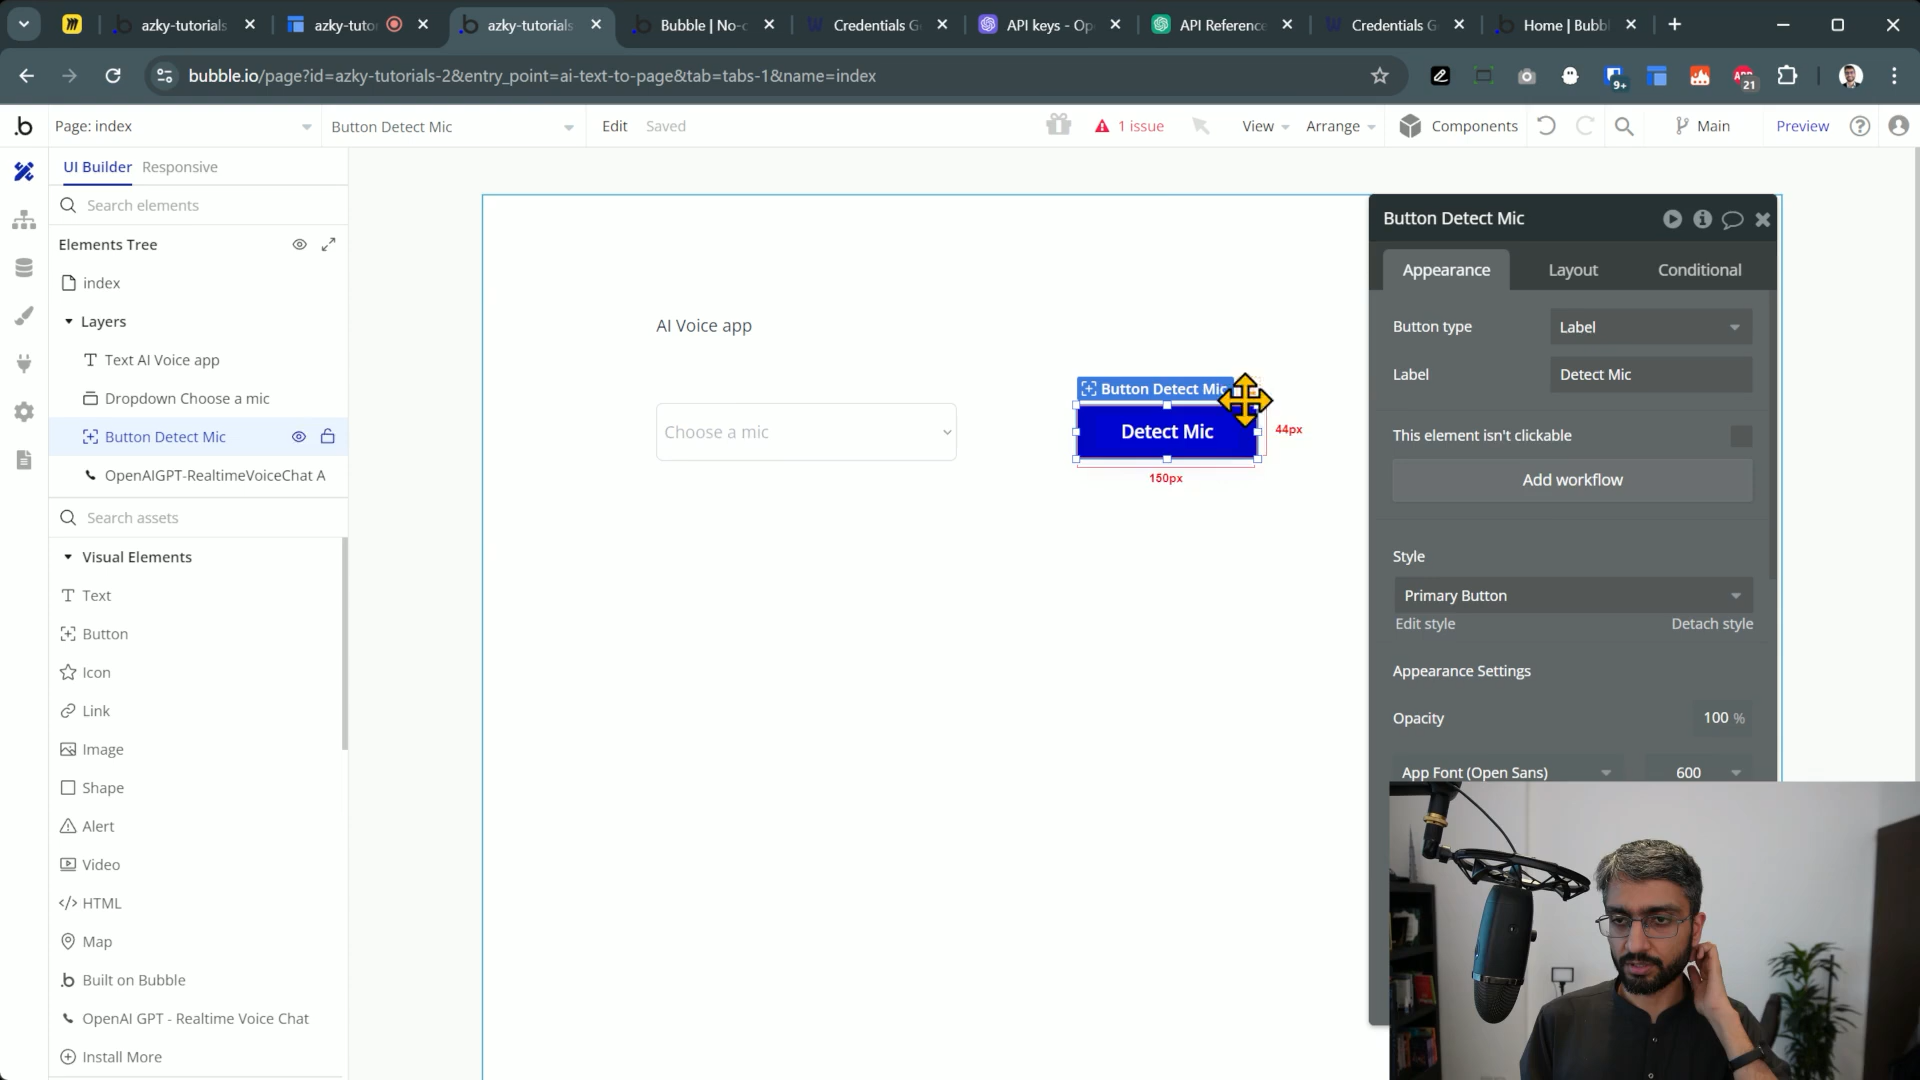 azky-tutorials
azky-tuto
azky-tutorials
Bubble | No-c
Credentials G
API keys - Op
API Reference
Credentials G
Home | Bubbl
bubble.io/page?id=azky-tutorials-2&entry_point=ai-text-to-page&tab=tabs-1&name=index
9+
21
Page: index
Button Detect Mic
Edit
Saved
1 issue
View
Arrange
Components
Main
Preview
UI Builder
Responsive
Search elements
Elements Tree
index
Layers
Text AI Voice app
Dropdown Choose a mic
Button Detect Mic
OpenAIGPT-RealtimeVoiceChat A
Search assets
Visual Elements
Text
Button
Icon
Link
Image
Shape
Alert
Video
HTML
Map
Built on Bubble
OpenAI GPT - Realtime Voice Chat
Install More
AI Voice app
Choose a mic
Button Detect Mic
Detect Mic
44px
150px
Button Detect Mic
Appearance
Layout
Conditional
Button type
Label
Label
Detect Mic
This element isn't clickable
Add workflow
Style
Primary Button
Edit style
Detach style
Appearance Settings
Opacity
100 %
App Font (Open Sans)
600